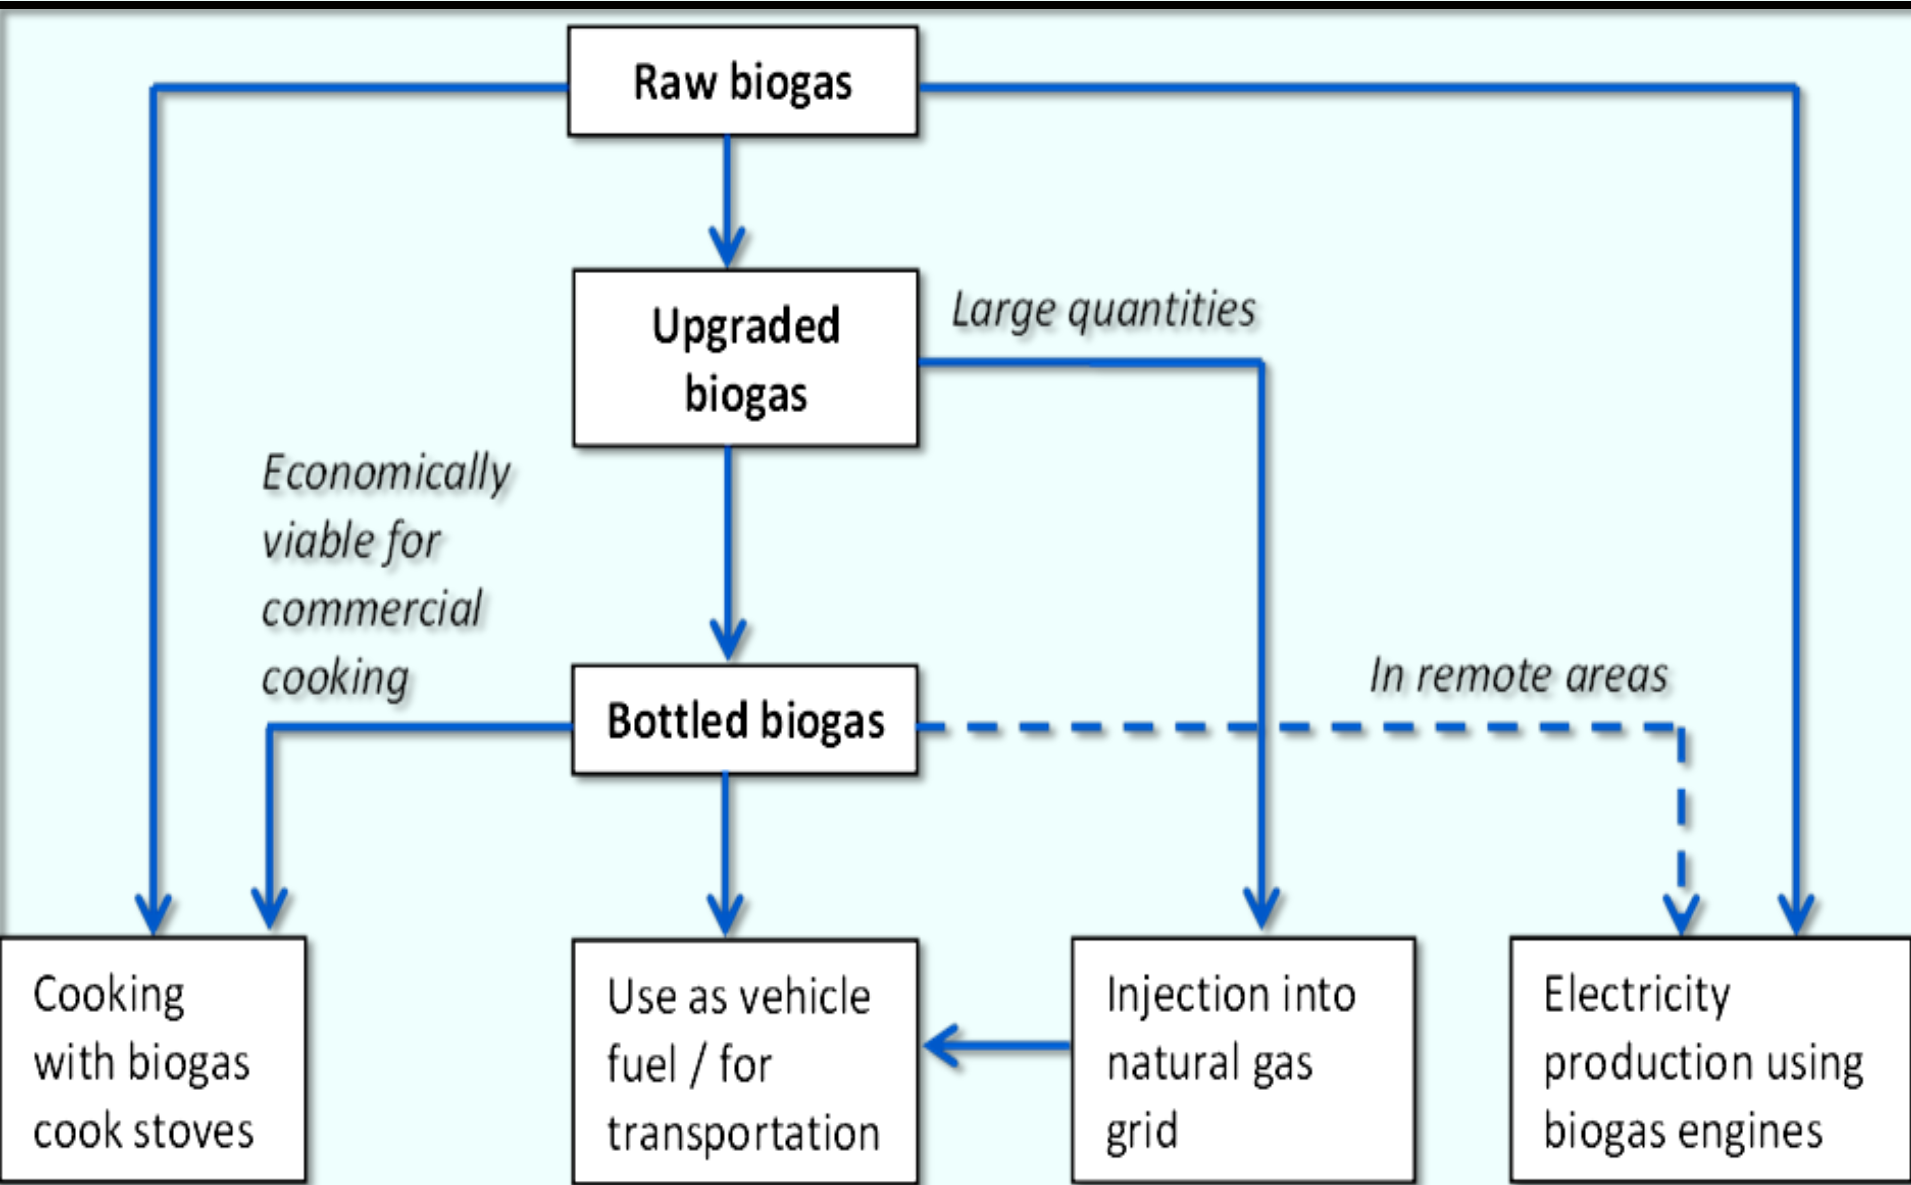 Raw biogas
Upgraded
biogas
Large quantities
Economically
viable for
commercial
cooking
Bottled biogas
In remote areas
Cooking
with biogas
cook stoves
Use as vehicle
fuel / for
transportation
Injection into
natural gas
grid
Electricity
production using
biogas engines